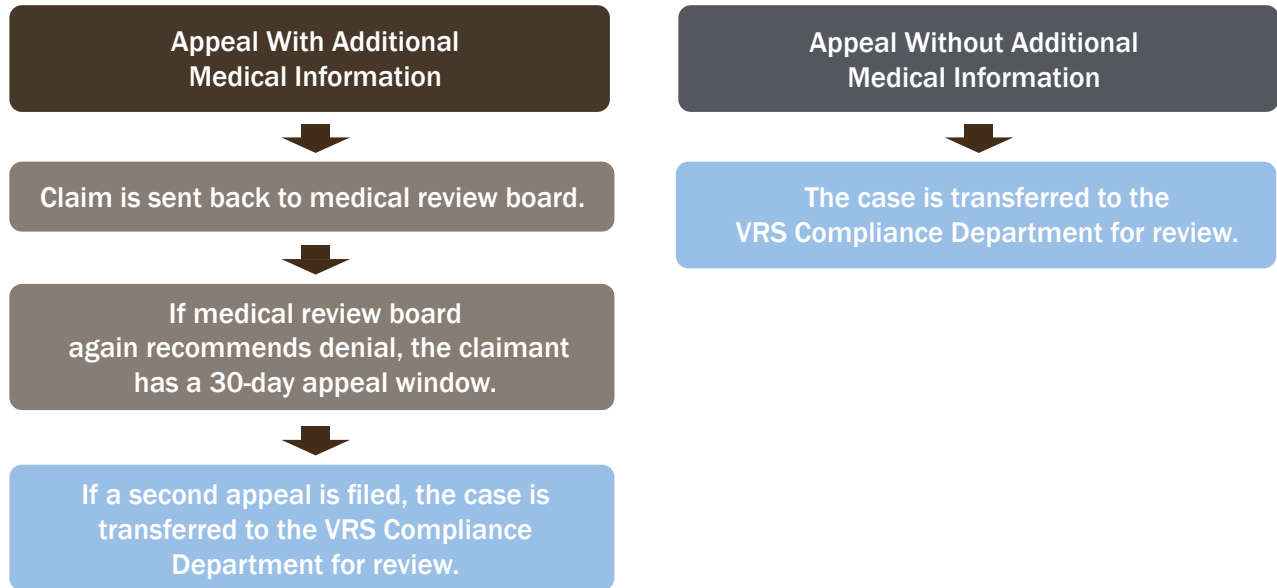 Appeal With Additional
Medical Information
Claim is sent back to medical review board.
If medical review board
again recommends denial, the claimant
has a 30-day appeal window.
If a second appeal is filed, the case is
transferred to the VRS Compliance
Department for review.
Appeal Without Additional
Medical Information
The case is transferred to the
VRS Compliance Department for review.